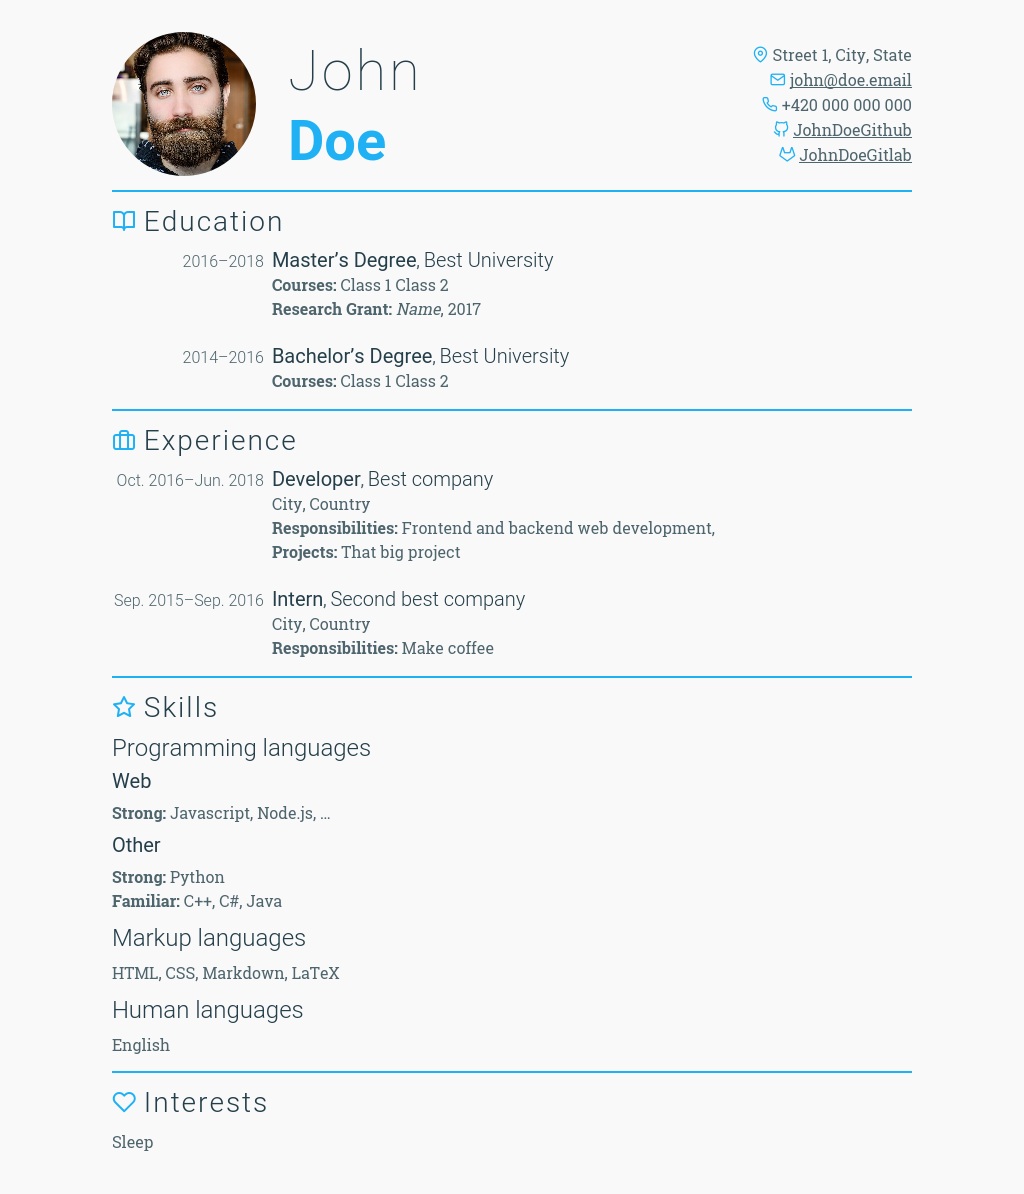 John
Doe
Street 1, City, State
john@doe.email
+420 000 000 000
JohnDoeGithub
JohnDoeGitlab
Education
2016–2018 Master’s Degree, Best University
Courses: Class 1 Class 2
Research Grant: Name, 2017
2014–2016 Bachelor’s Degree, Best University
Courses: Class 1 Class 2
Experience
Oct. 2016–Jun. 2018 Developer, Best company
City, Country
Responsibilities: Frontend and backend web development,
Projects: That big project
Sep. 2015–Sep. 2016 Intern, Second best company
City, Country
Responsibilities: Make coffee
Skills
Programming languages
Web
Strong: Javascript, Node.js, ...
Other
Strong: Python
Familiar: C++, C#, Java
Markup languages
HTML, CSS, Markdown, LaTeX
Human languages
English
Interests
Sleep